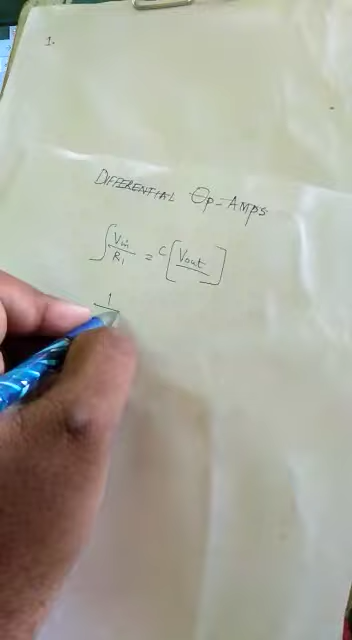 1.
DIFFERENTIAL Op-AMPS
∫ Vin/R1 = C [Vout]
1